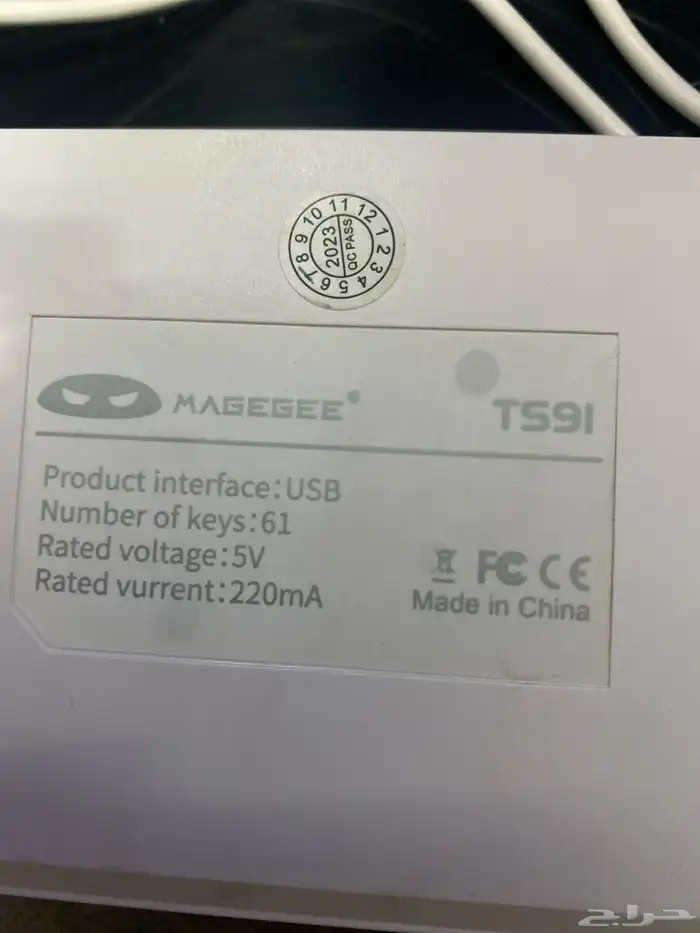 10 11 12 1 2 3 4 5 6 7 8 9
2023
QC PASS
MAGEGEE®
TS91
Product interface:USB
Number of keys:61
Rated voltage:5V
Rated vurrent:220mA
FC CE
Made in China
حراج